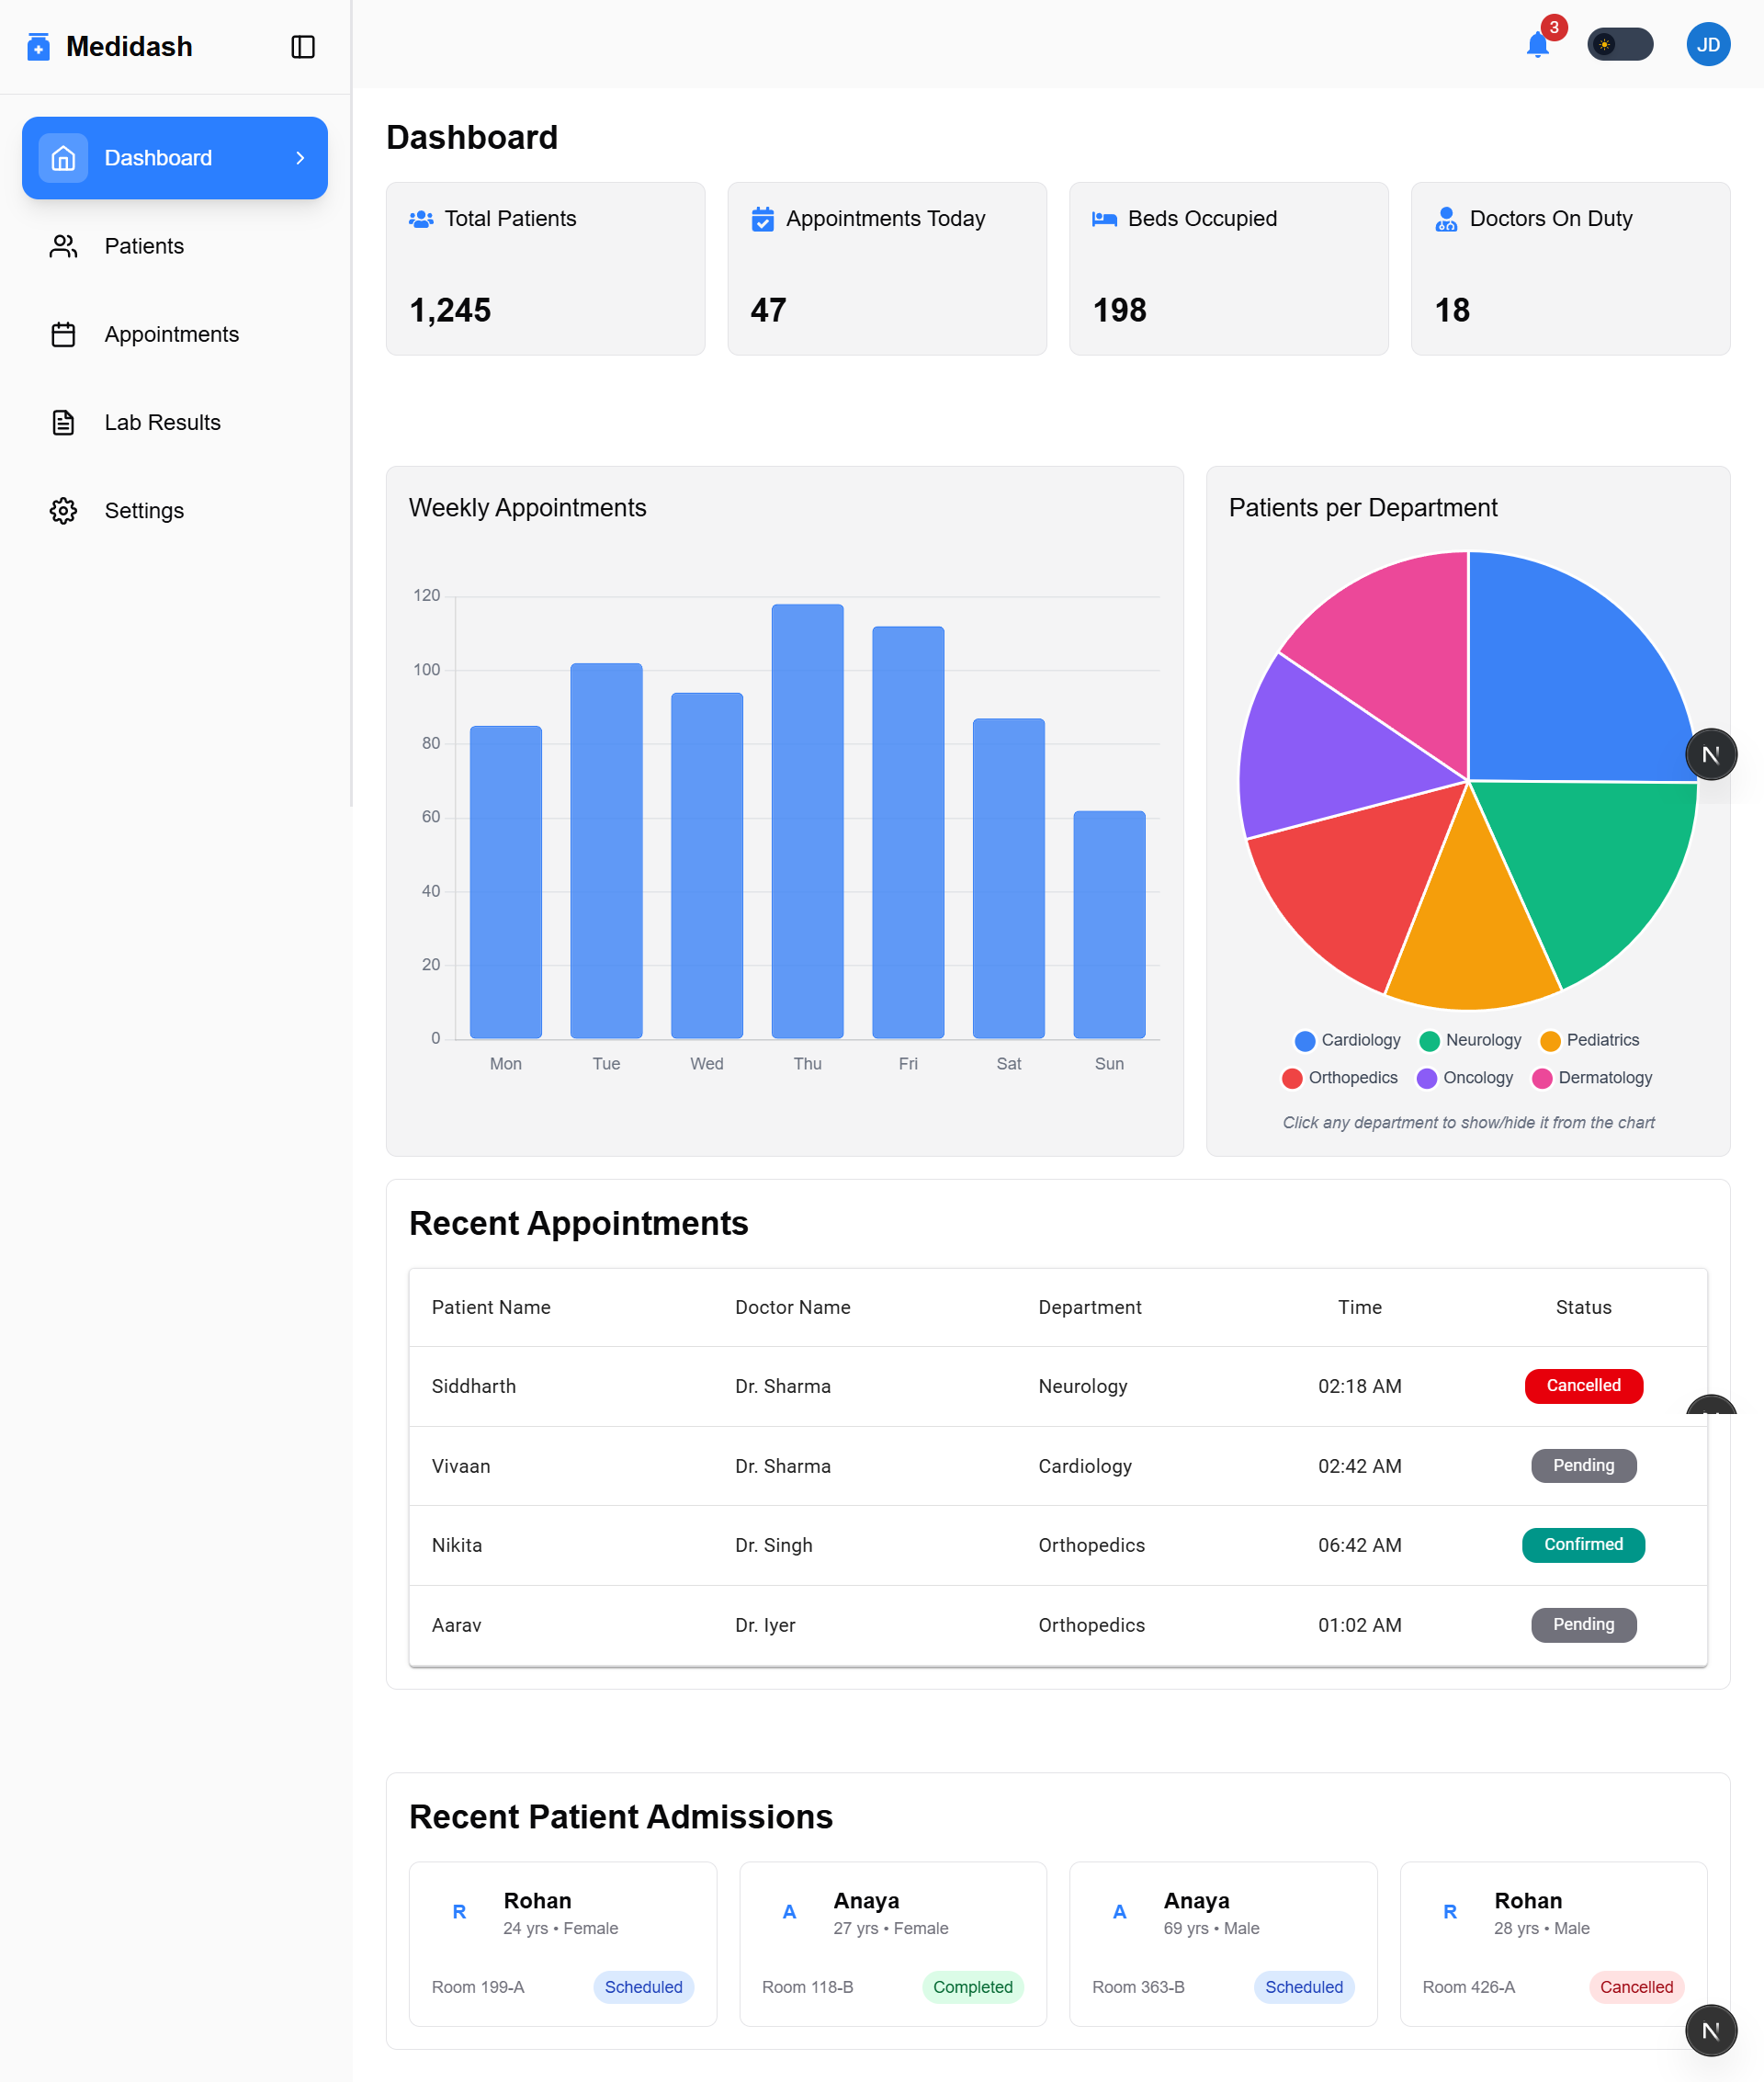 Medidash
3
JD
Dashboard
Patients
Appointments
Lab Results
Settings
Dashboard
Total Patients
1,245
Appointments Today
47
Beds Occupied
198
Doctors On Duty
18
Weekly Appointments
120
100
80
60
40
20
0
Mon Tue Wed Thu Fri Sat Sun
Patients per Department
N
Cardiology Neurology Pediatrics
Orthopedics Oncology Dermatology
Click any department to show/hide it from the chart
Recent Appointments
Patient Name Doctor Name Department Time Status
Siddharth Dr. Sharma Neurology 02:18 AM Cancelled
Vivaan Dr. Sharma Cardiology 02:42 AM Pending
Nikita Dr. Singh Orthopedics 06:42 AM Confirmed
Aarav Dr. Iyer Orthopedics 01:02 AM Pending
Recent Patient Admissions
R
Rohan
24 yrs • Female
Room 199-A Scheduled
A
Anaya
27 yrs • Female
Room 118-B Completed
A
Anaya
69 yrs • Male
Room 363-B Scheduled
R
Rohan
28 yrs • Male
Room 426-A Cancelled
N